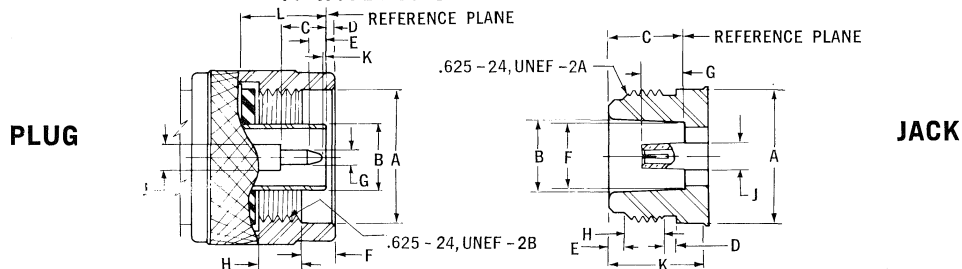 PLUG
L
REFERENCE PLANE
C
D
E
K
B
A
G
.625 - 24, UNEF - 2B
F
H
JACK
C
REFERENCE PLANE
.625 - 24, UNEF - 2A
G
B
F
A
J
H
E
D
K